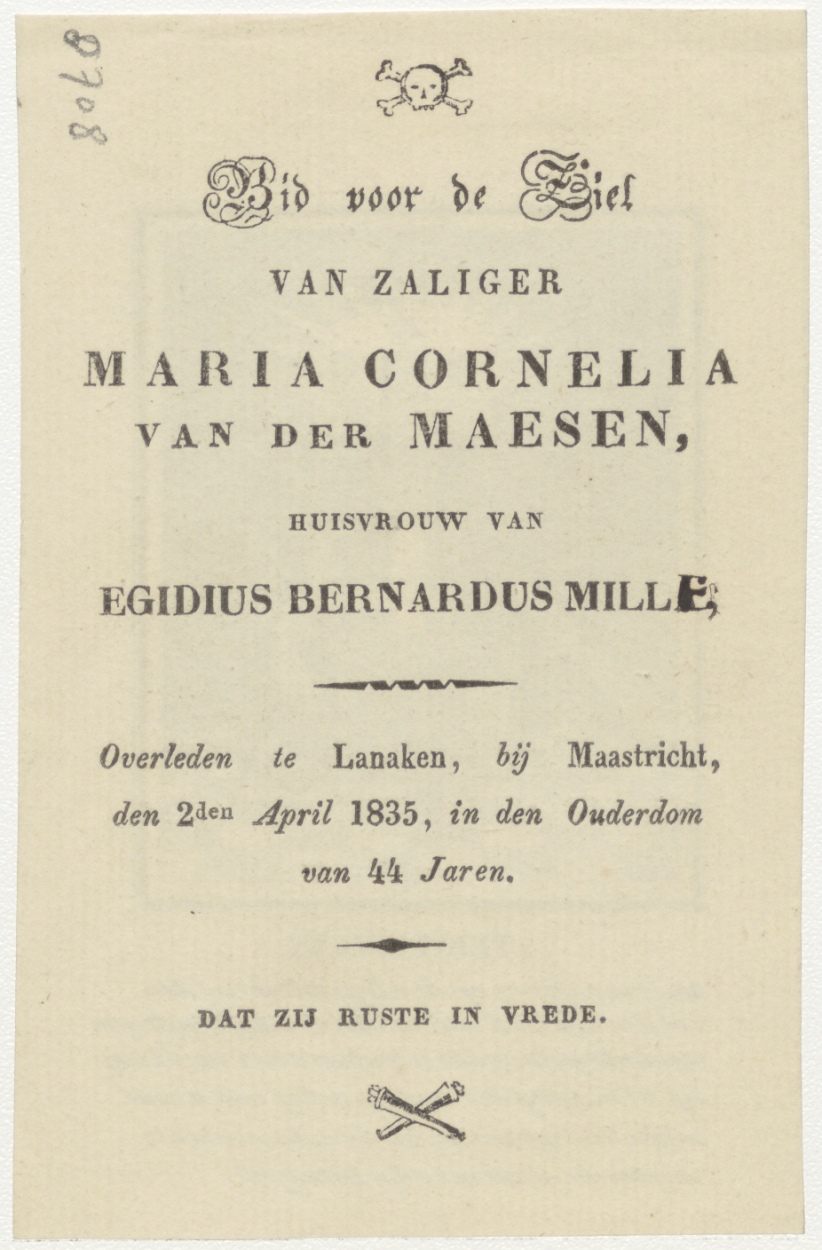 8078
Bid voor de Ziel
VAN ZALIGER
MARIA CORNELIA
VAN DER MAESEN,
HUISVROUW VAN
EGIDIUS BERNARDUS MILLE,
Overleden te Lanaken, bij Maastricht,
den 2den April 1835, in den Ouderdom
van 44 Jaren.
DAT ZIJ RUSTE IN VREDE.